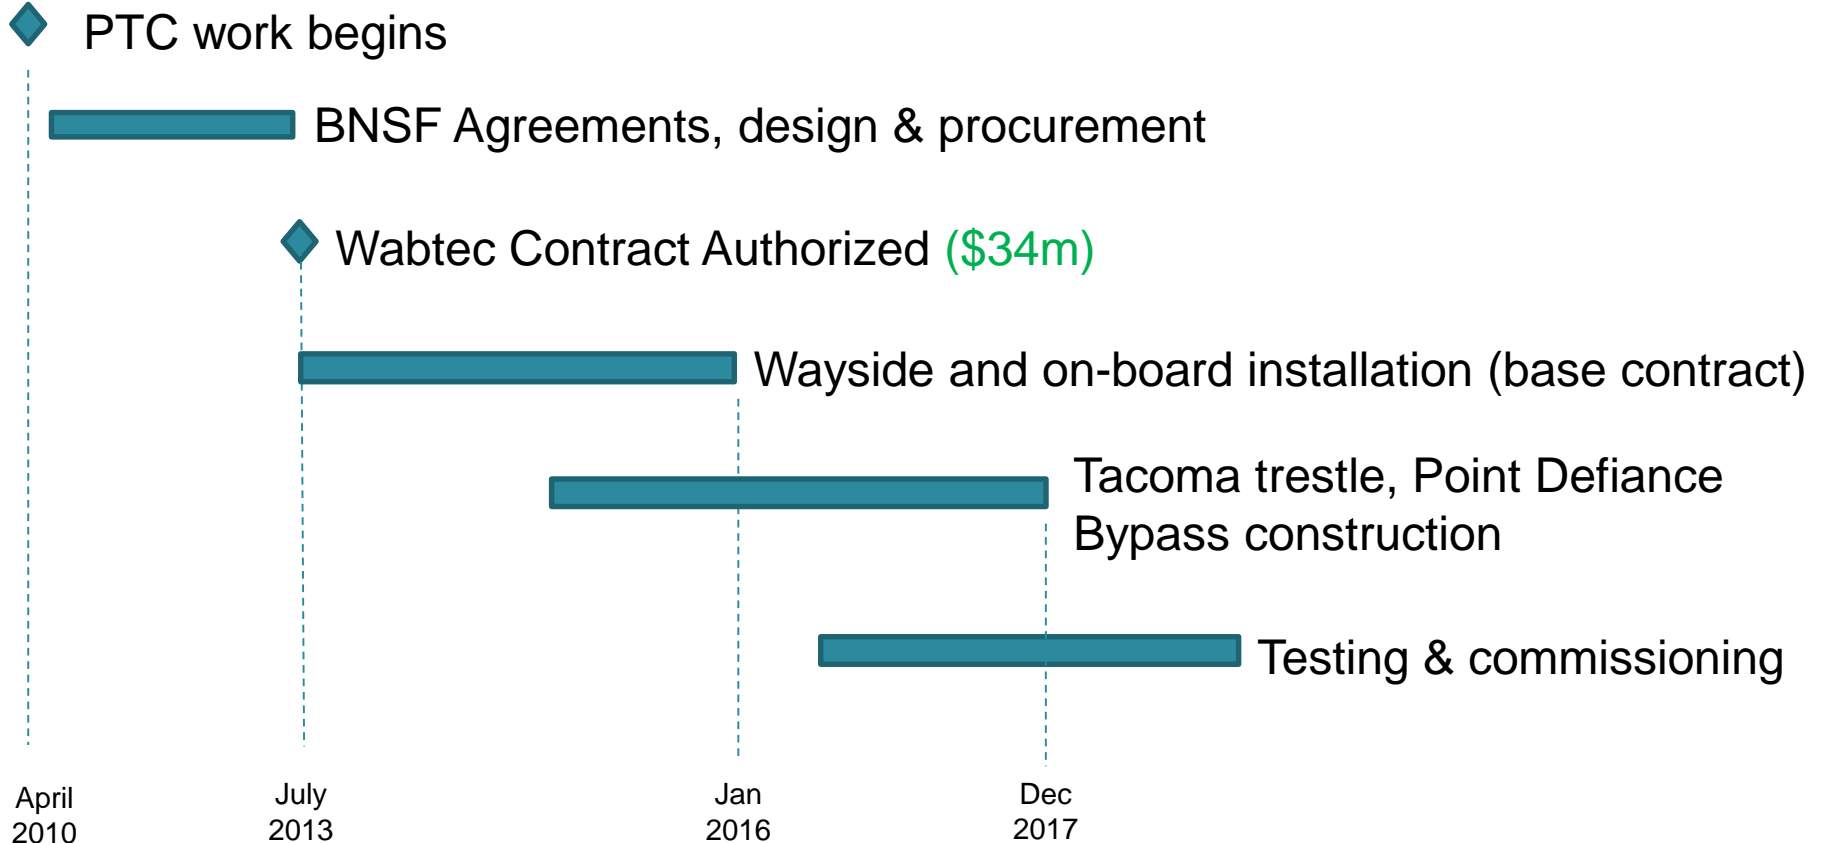 PTC work begins
BNSF Agreements, design & procurement
Wabtec Contract Authorized ($34m)
Wayside and on-board installation (base contract)
Tacoma trestle, Point Defiance
Bypass construction
Testing & commissioning
April
2010
July
2013
Jan
2016
Dec
2017